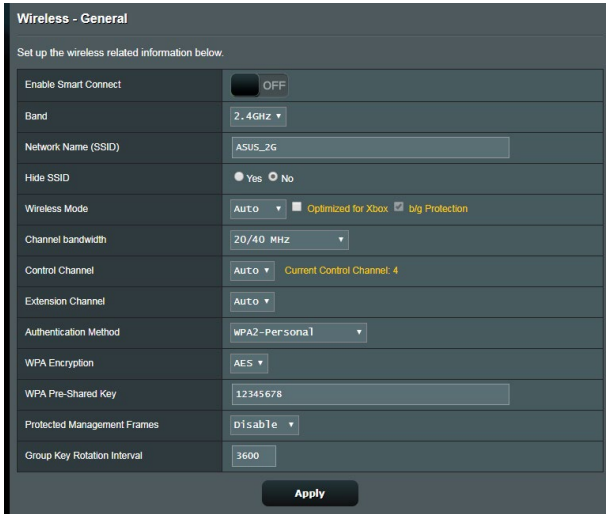 Wireless - General
Set up the wireless related information below.
Enable Smart Connect OFF
Band 2.4GHz
Network Name (SSID) ASUS_2G
Hide SSID Yes No
Wireless Mode Auto Optimized for Xbox b/g Protection
Channel bandwidth 20/40 MHz
Control Channel Auto Current Control Channel: 4
Extension Channel Auto
Authentication Method WPA2-Personal
WPA Encryption AES
WPA Pre-Shared Key 12345678
Protected Management Frames Disable
Group Key Rotation Interval 3600
Apply